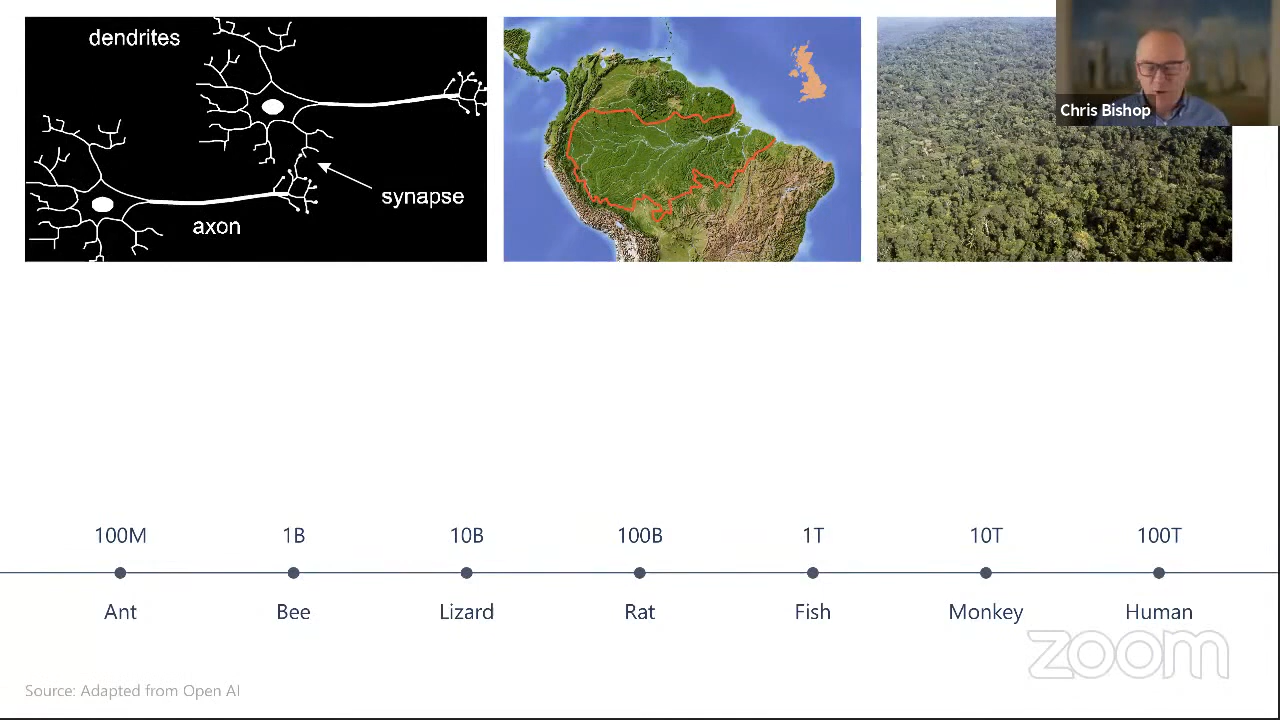 dendrites
synapse
axon
Chris Bishop
100M 1B 10B 100B 1T 10T 100T
Ant Bee Lizard Rat Fish Monkey Human
zoom
Source: Adapted from Open AI